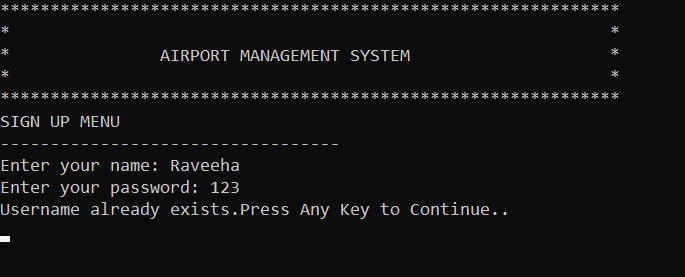 **************************************************************
*                                                            *
*               AIRPORT MANAGEMENT SYSTEM                    *
*                                                            *
**************************************************************
SIGN UP MENU
----------------------------------
Enter your name: Raveeha
Enter your password: 123
Username already exists.Press Any Key to Continue..